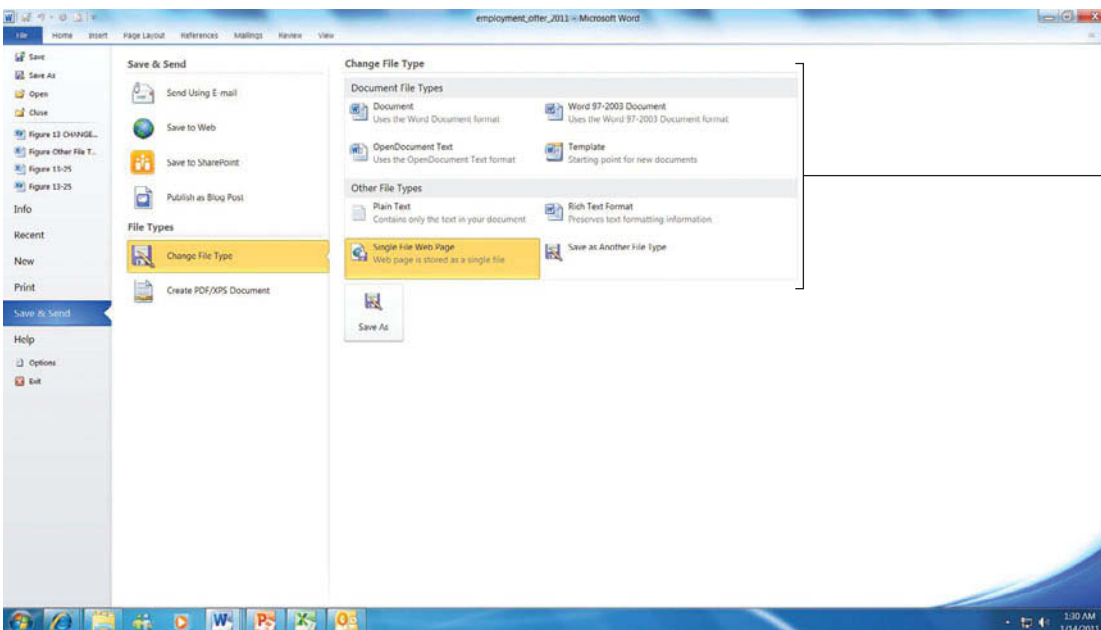 employment_offer_2011 - Microsoft Word
File Home Insert Page Layout References Mailings Review View
Save
Save As
Open
Close
Figure 13 CHANGE...
Figure Other File T...
Figure 13-25
Figure 13-25
Info
Recent
New
Print
Save & Send
Help
Options
Exit
Save & Send
Send Using E-mail
Save to Web
Save to SharePoint
Publish as Blog Post
File Types
Change File Type
Create PDF/XPS Document
Change File Type
Document File Types
Document
Uses the Word Document format
Word 97-2003 Document
Uses the Word 97-2003 Document format
OpenDocument Text
Uses the OpenDocument Text format
Template
Starting point for new documents
Other File Types
Plain Text
Contains only the text in your document
Rich Text Format
Preserves text formatting information
Single File Web Page
Web page is stored as a single file
Save as Another File Type
Save As
1:30 AM
1/14/2011